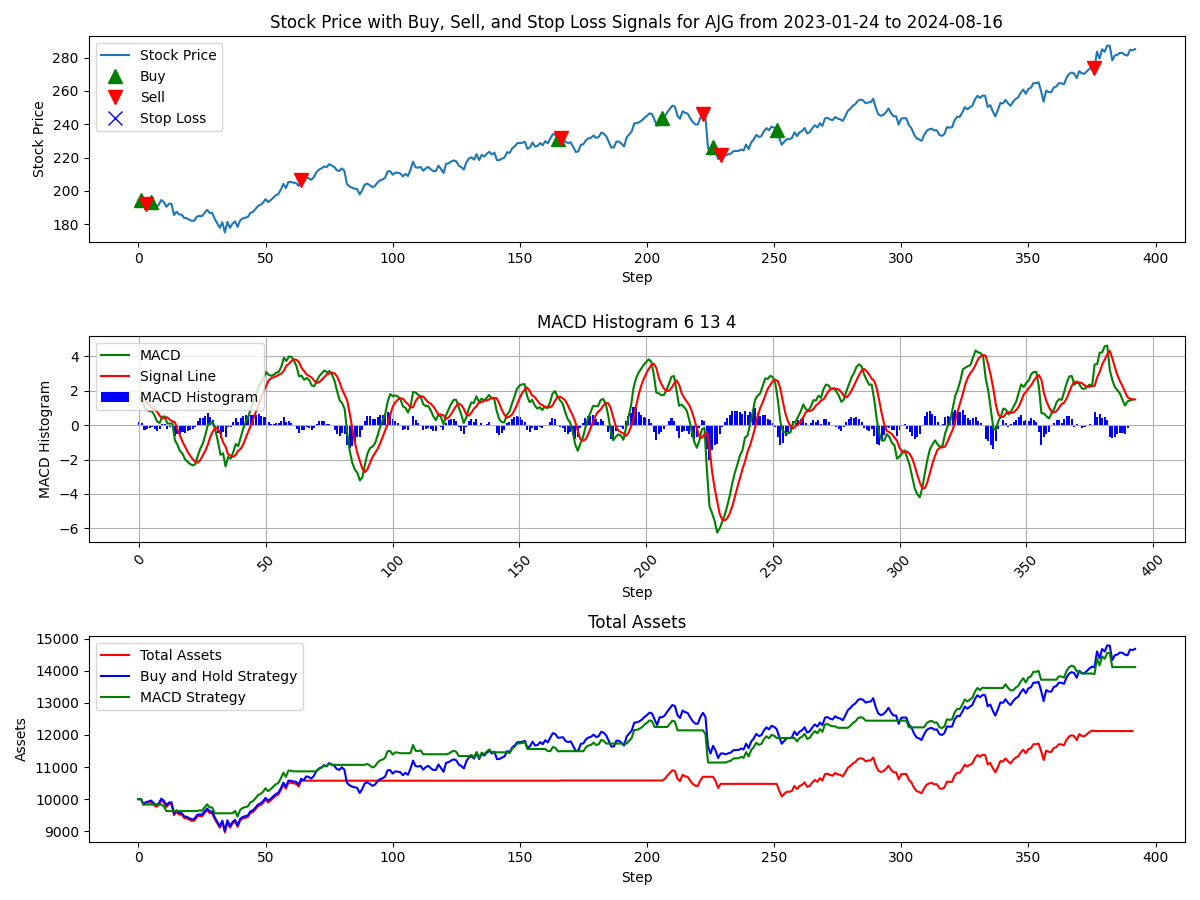 Stock Price with Buy, Sell, and Stop Loss Signals for AJG from 2023-01-24 to 2024-08-16
Stock Price
Buy
Sell
Stop Loss
Stock Price
280
260
240
220
200
180
0 50 100 150 200 250 300 350 400
Step
MACD Histogram 6 13 4
MACD
Signal Line
MACD Histogram
MACD Histogram
4
2
0
−2
−4
−6
0 50 100 150 200 250 300 350 400
Step
Total Assets
Total Assets
Buy and Hold Strategy
MACD Strategy
Assets
15000
14000
13000
12000
11000
10000
9000
0 50 100 150 200 250 300 350 400
Step